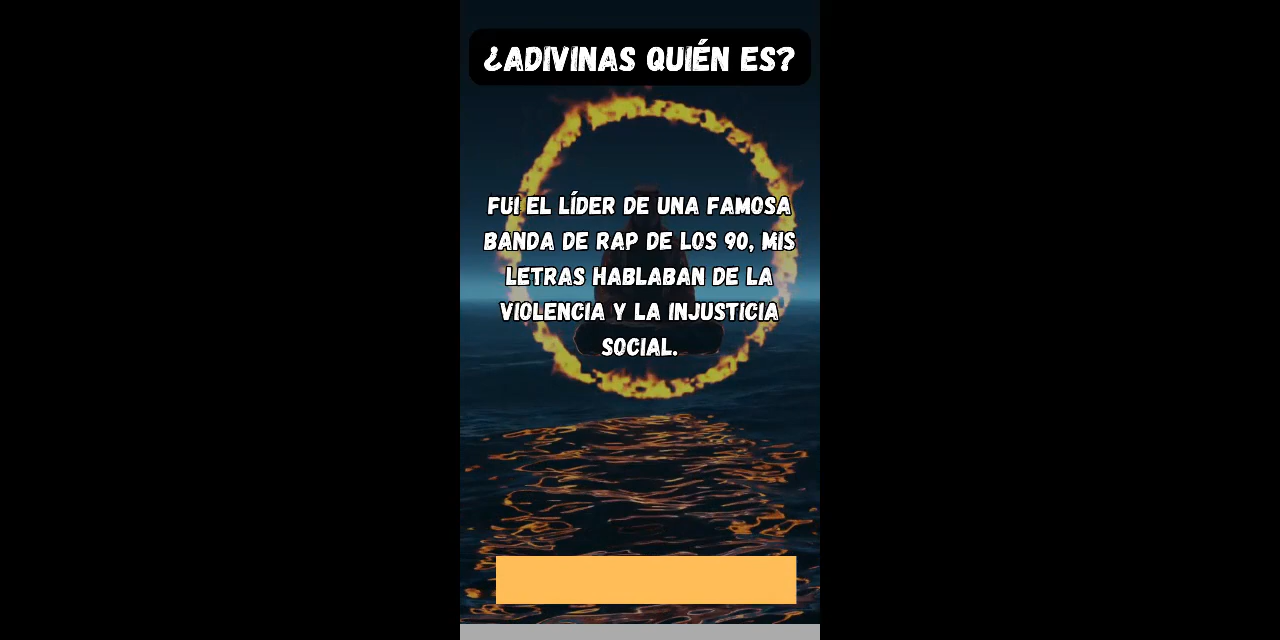 ¿ADIVINAS QUIÉN ES?
FUI EL LÍDER DE UNA FAMOSA
BANDA DE RAP DE LOS 90, MIS
LETRAS HABLABAN DE LA
VIOLENCIA Y LA INJUSTICIA
SOCIAL.